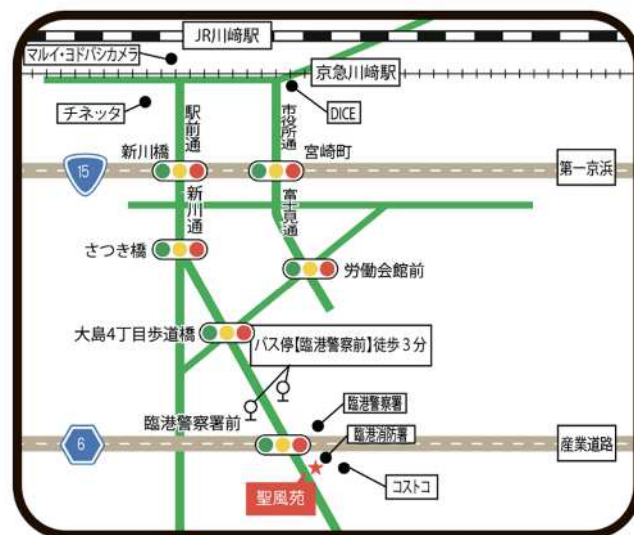 JR川﨑駅
マルイ・ヨドバシカメラ
京急川﨑駅
チネッタ
駅前通
市役所通
DICE
新川橋
宮崎町
15
第一京浜
新川通
富士見通
さつき橋
労働会館前
大島4丁目歩道橋
バス停【臨港警察前】徒歩3分
臨港警察署
臨港警察署前
臨港消防署
6
産業道路
コストコ
聖風苑